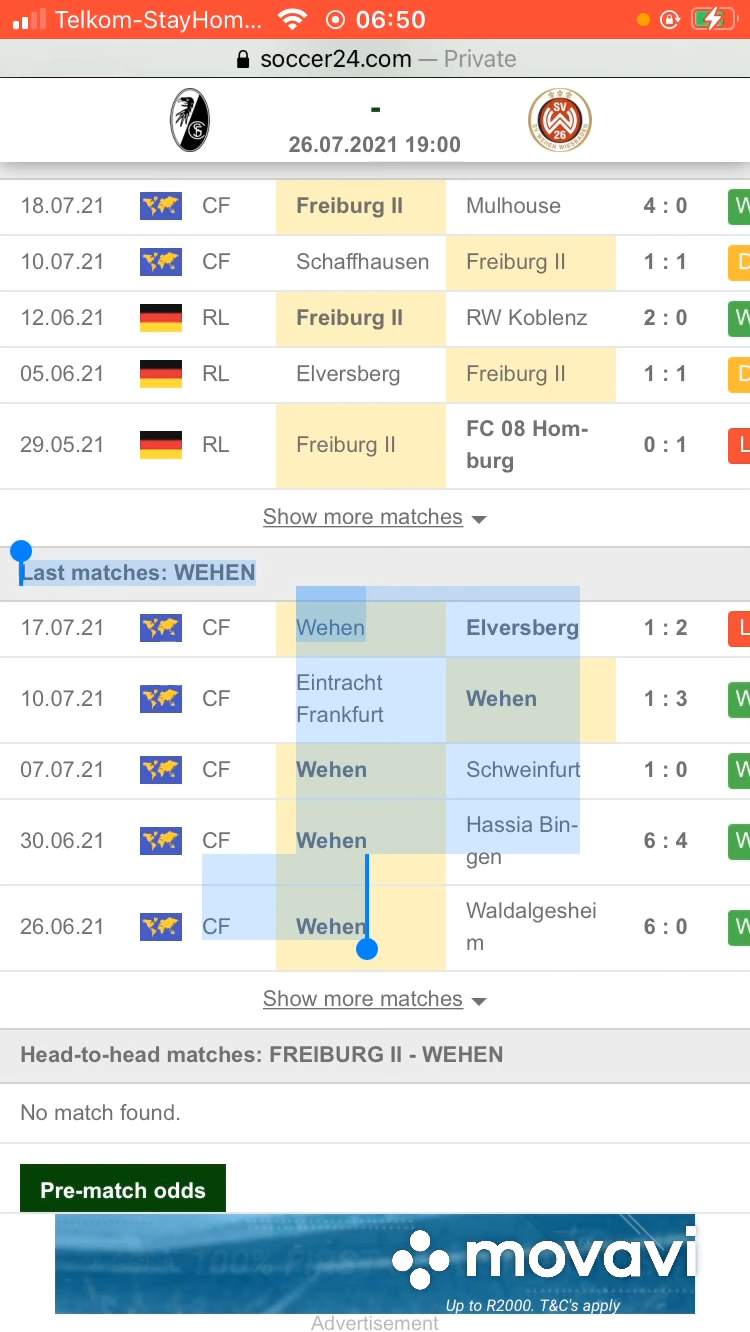 Telkom-StayHom... 06:50
soccer24.com — Private
-
26.07.2021 19:00
18.07.21 CF Freiburg II Mulhouse 4 : 0 W
10.07.21 CF Schaffhausen Freiburg II 1 : 1 D
12.06.21 RL Freiburg II RW Koblenz 2 : 0 W
05.06.21 RL Elversberg Freiburg II 1 : 1 D
29.05.21 RL Freiburg II FC 08 Hom-
burg 0 : 1 L
Show more matches
Last matches: WEHEN
17.07.21 CF Wehen Elversberg 1 : 2 L
10.07.21 CF Eintracht
Frankfurt Wehen 1 : 3 W
07.07.21 CF Wehen Schweinfurt 1 : 0 W
30.06.21 CF Wehen Hassia Bin-
gen 6 : 4 W
26.06.21 CF Wehen Waldalgeshei
m 6 : 0 W
Show more matches
Head-to-head matches: FREIBURG II - WEHEN
No match found.
Pre-match odds
movavi
Up to R2000. T&C's apply
Advertisement